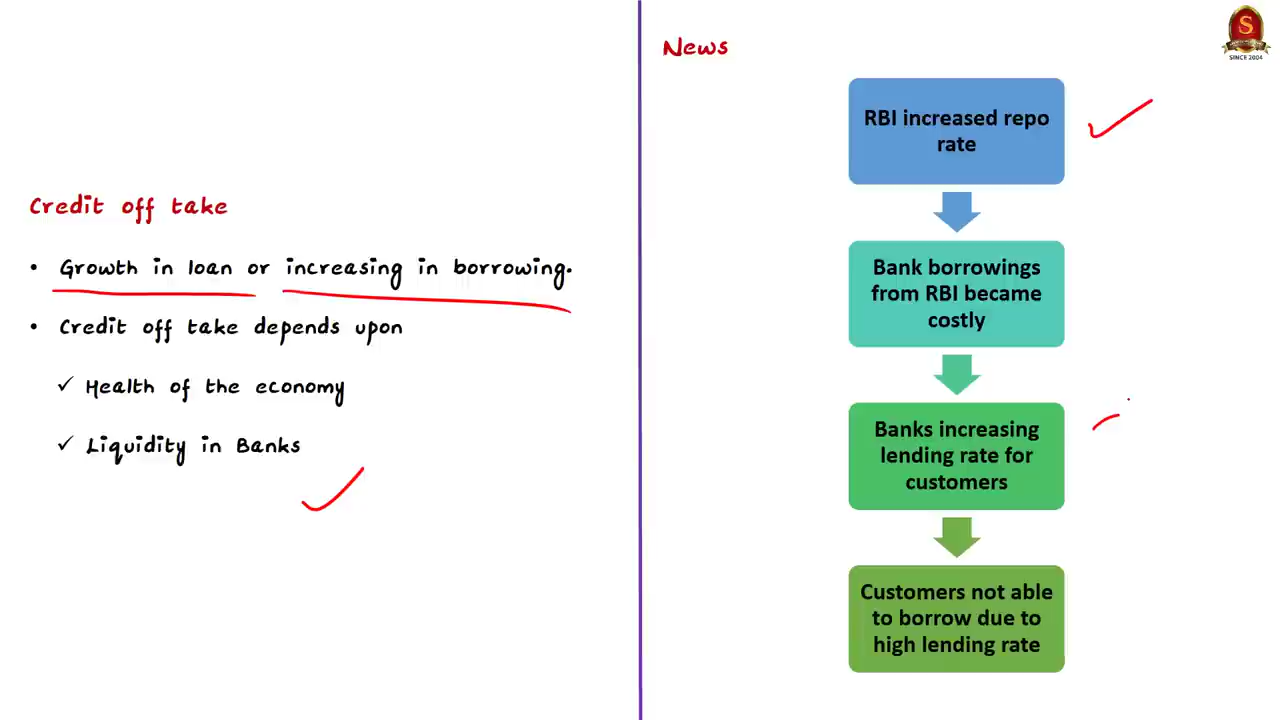 Credit off take
• Growth in loan or increasing in borrowing.
• Credit off take depends upon
✓ Health of the economy
✓ Liquidity in Banks
News
RBI increased repo
rate
Bank borrowings
from RBI became
costly
Banks increasing
lending rate for
customers
Customers not able
to borrow due to
high lending rate
S
SINCE 2004